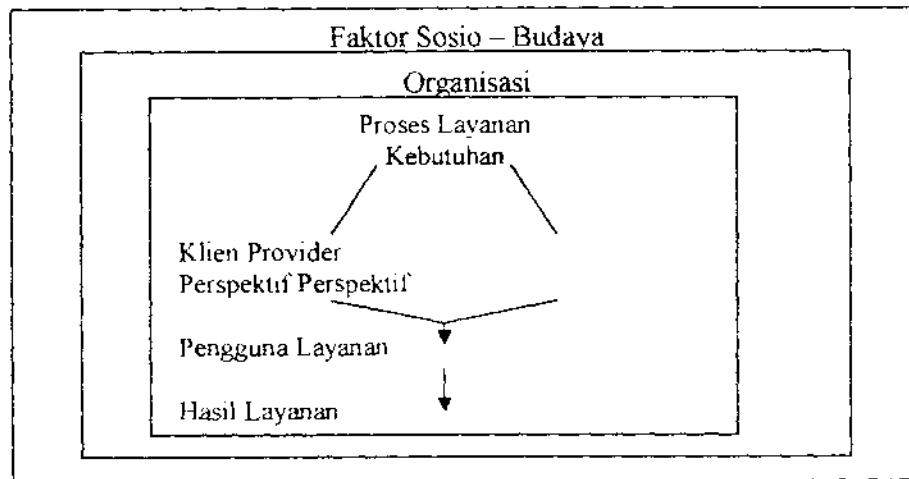 Faktor Sosio – Budaya
Organisasi
Proses Layanan
Kebutuhan
Klien Provider
Perspektif Perspektif
Pengguna Layanan
Hasil Layanan